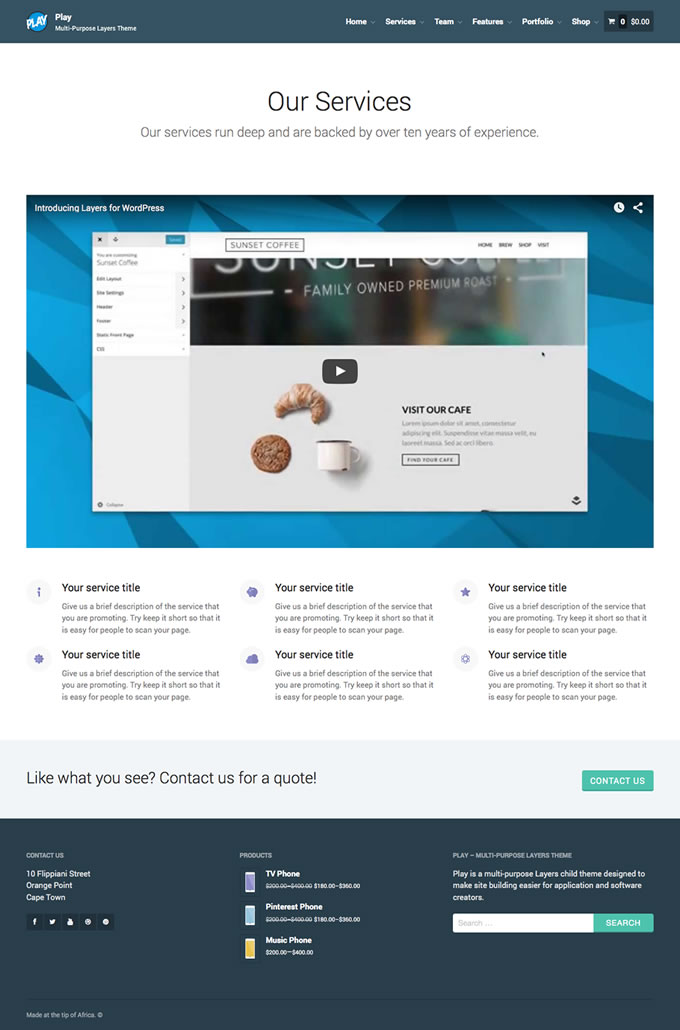 PLAY
Play
Multi-Purpose Layers Theme
Home Services Team Features Portfolio Shop 0 $0.00
Our Services
Our services run deep and are backed by over ten years of experience.
Introducing Layers for WordPress
Saved
You are customizing
Sunset Coffee
Edit Layout
Site Settings
Header
Footer
Static Front Page
CSS
Collapse
SUNSET COFFEE
HOME BREW SHOP VISIT
SUNSET COFFEE
- FAMILY OWNED PREMIUM ROAST -
VISIT OUR CAFE
Lorem ipsum dolor sit amet, consectetur
adipiscing elit. Suspendisse vitae massa velit, eu
laoreet massa. Sed ac orci libero.
FIND YOUR CAFE
Your service title
Give us a brief description of the service that
you are promoting. Try keep it short so that it
is easy for people to scan your page.
Your service title
Give us a brief description of the service that
you are promoting. Try keep it short so that it
is easy for people to scan your page.
Your service title
Give us a brief description of the service that
you are promoting. Try keep it short so that it
is easy for people to scan your page.
Your service title
Give us a brief description of the service that
you are promoting. Try keep it short so that it
is easy for people to scan your page.
Your service title
Give us a brief description of the service that
you are promoting. Try keep it short so that it
is easy for people to scan your page.
Your service title
Give us a brief description of the service that
you are promoting. Try keep it short so that it
is easy for people to scan your page.
Like what you see? Contact us for a quote!
CONTACT US
CONTACT US
10 Flippiani Street
Orange Point
Cape Town
PRODUCTS
TV Phone
$200.00–$400.00 $180.00–$360.00
Pinterest Phone
$200.00–$400.00 $180.00–$360.00
Music Phone
$200.00–$400.00
PLAY – MULTI-PURPOSE LAYERS THEME
Play is a multi-purpose Layers child theme designed to
make site building easier for application and software
creators.
Search …
SEARCH
Made at the tip of Africa. ©